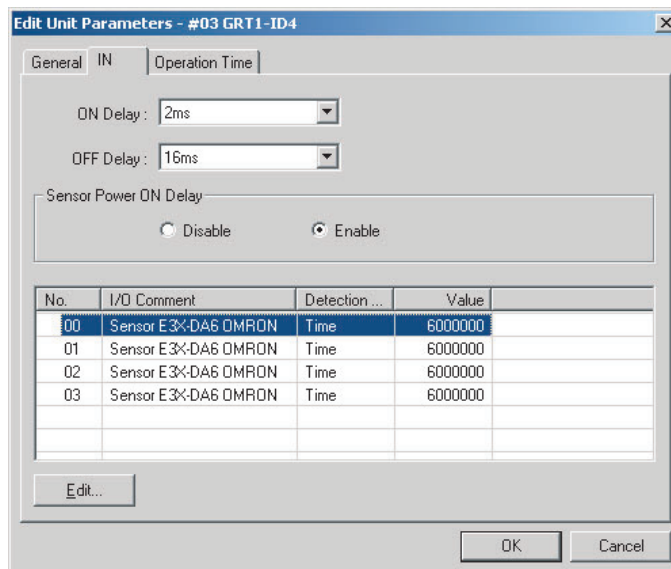 Edit Unit Parameters - #03 GRT1-ID4
General IN Operation Time
ON Delay : 2ms
OFF Delay : 16ms
Sensor Power ON Delay
Disable Enable
No. I/O Comment Detection ... Value
00 Sensor E3X-DA6 OMRON Time 6000000
01 Sensor E3X-DA6 OMRON Time 6000000
02 Sensor E3X-DA6 OMRON Time 6000000
03 Sensor E3X-DA6 OMRON Time 6000000
Edit...
OK Cancel